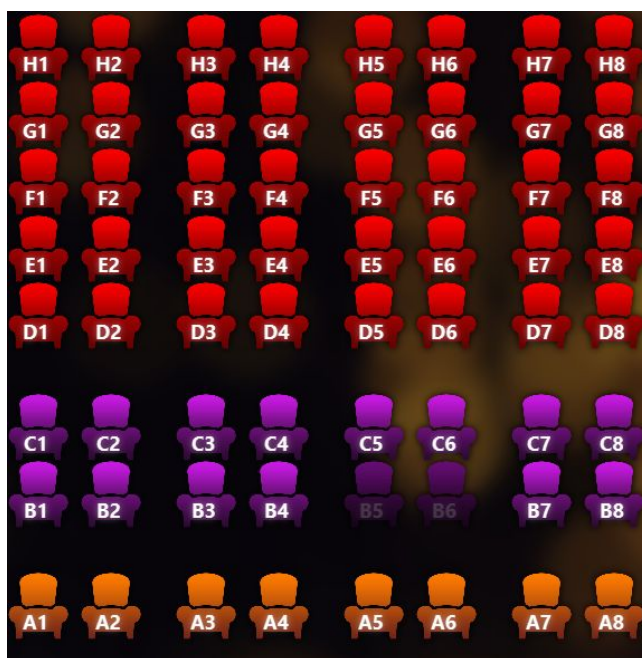 H1 H2 H3 H4 H5 H6 H7 H8
G1 G2 G3 G4 G5 G6 G7 G8
F1 F2 F3 F4 F5 F6 F7 F8
E1 E2 E3 E4 E5 E6 E7 E8
D1 D2 D3 D4 D5 D6 D7 D8
C1 C2 C3 C4 C5 C6 C7 C8
B1 B2 B3 B4 B5 B6 B7 B8
A1 A2 A3 A4 A5 A6 A7 A8